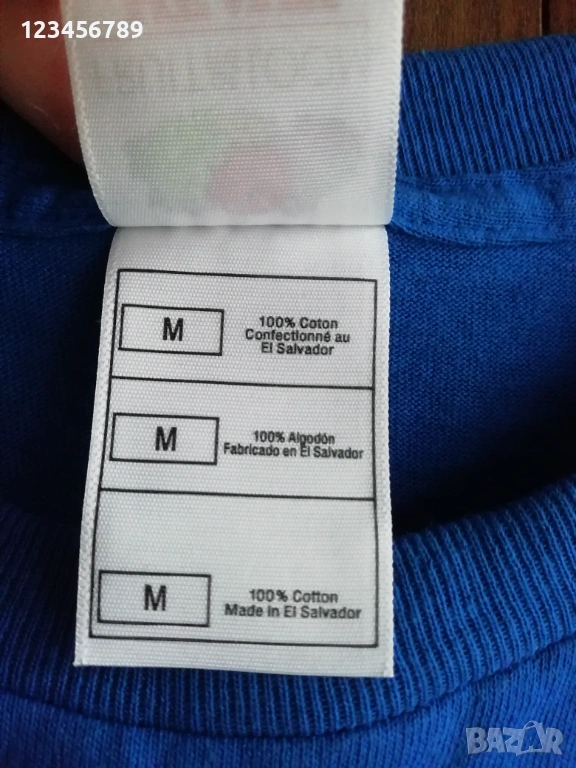 123456789
M
100% Coton
Confectionné au
El Salvador
M
100% Algodón
Fabricado en El Salvador
M
100% Cotton
Made in El Salvador
BAZAR